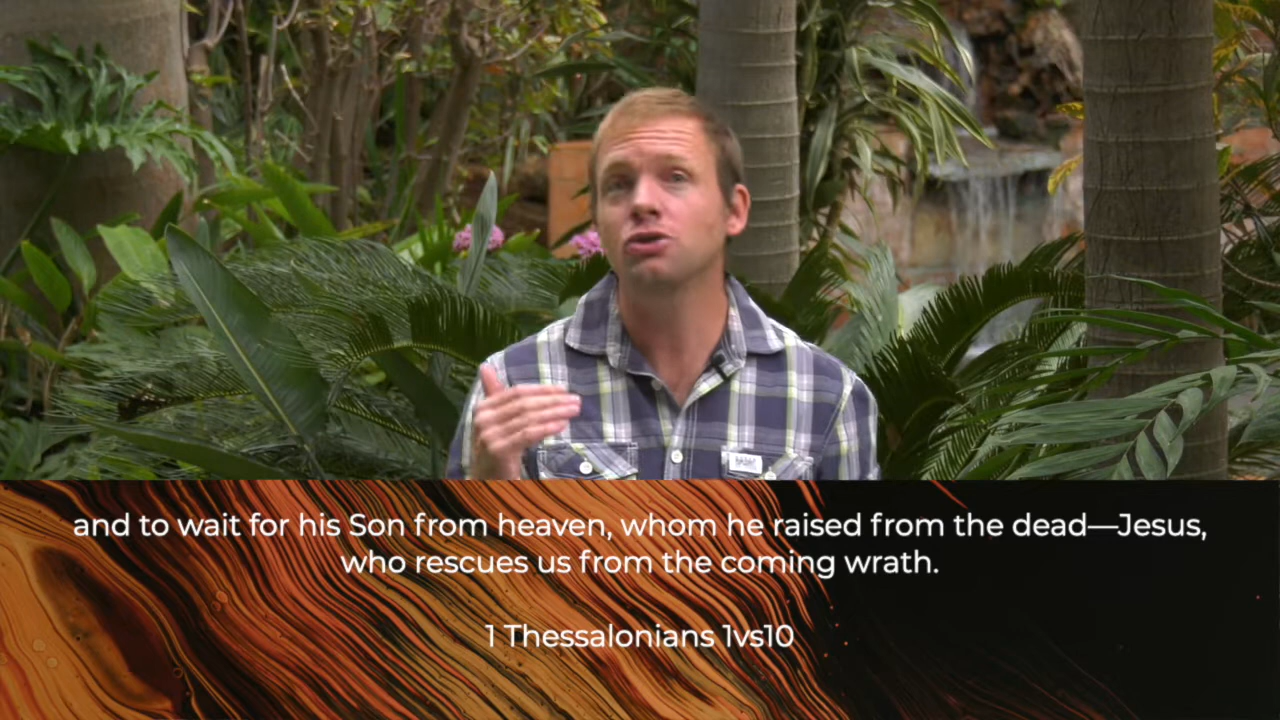 and to wait for his Son from heaven, whom he raised from the dead—Jesus,
who rescues us from the coming wrath.
1 Thessalonians 1vs10